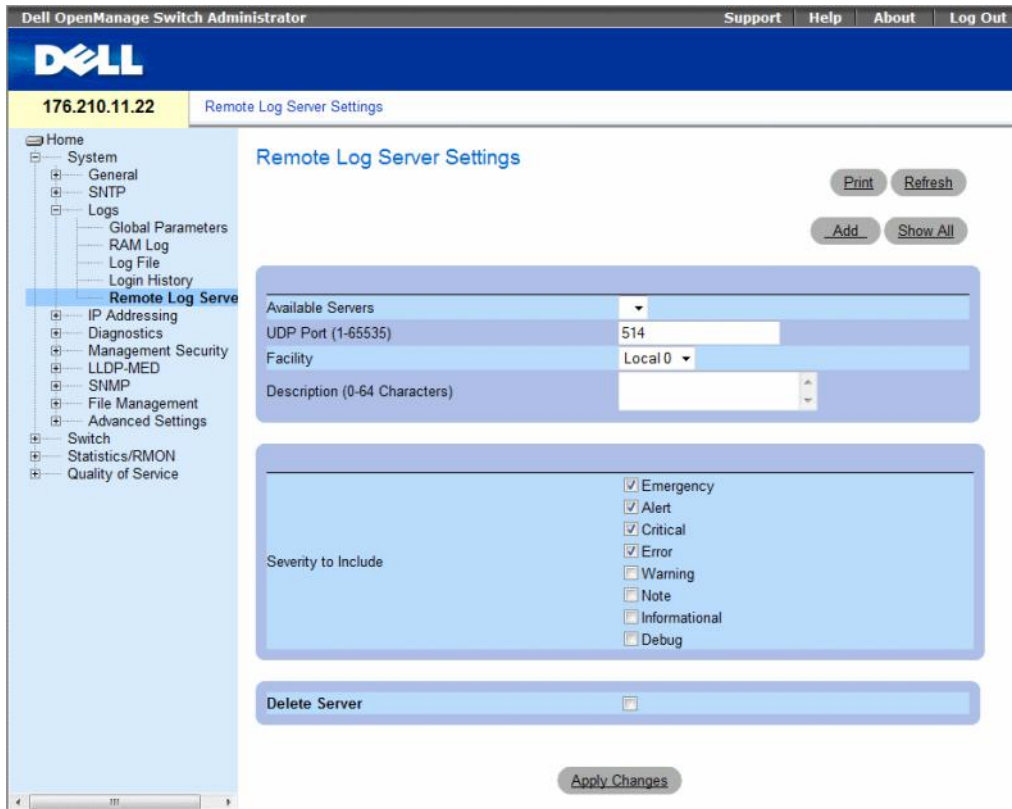 Dell OpenManage Switch Administrator
Support Help About Log Out
DELL
176.210.11.22
Remote Log Server Settings
Home
System
General
SNTP
Logs
Global Parameters
RAM Log
Log File
Login History
Remote Log Serve
IP Addressing
Diagnostics
Management Security
LLDP-MED
SNMP
File Management
Advanced Settings
Switch
Statistics/RMON
Quality of Service
Remote Log Server Settings
Print Refresh
Add Show All
Available Servers
UDP Port (1-65535) 514
Facility Local 0
Description (0-64 Characters)
Severity to Include
Emergency
Alert
Critical
Error
Warning
Note
Informational
Debug
Delete Server
Apply Changes